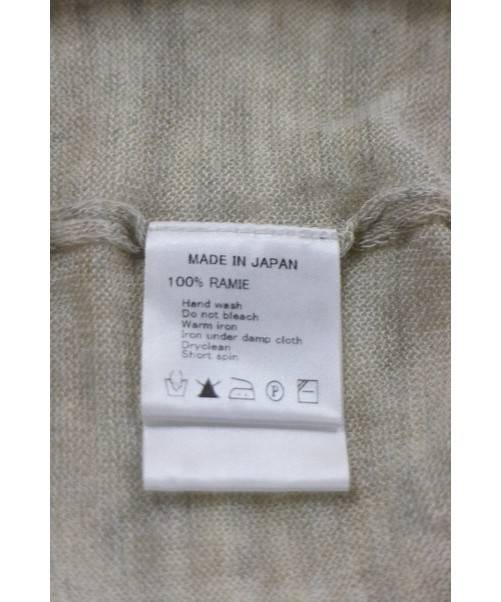 MADE IN JAPAN
100% RAMIE
Hand wash
Do not bleach
Warm iron
Iron under damp cloth
Dryclean
Short spin
P